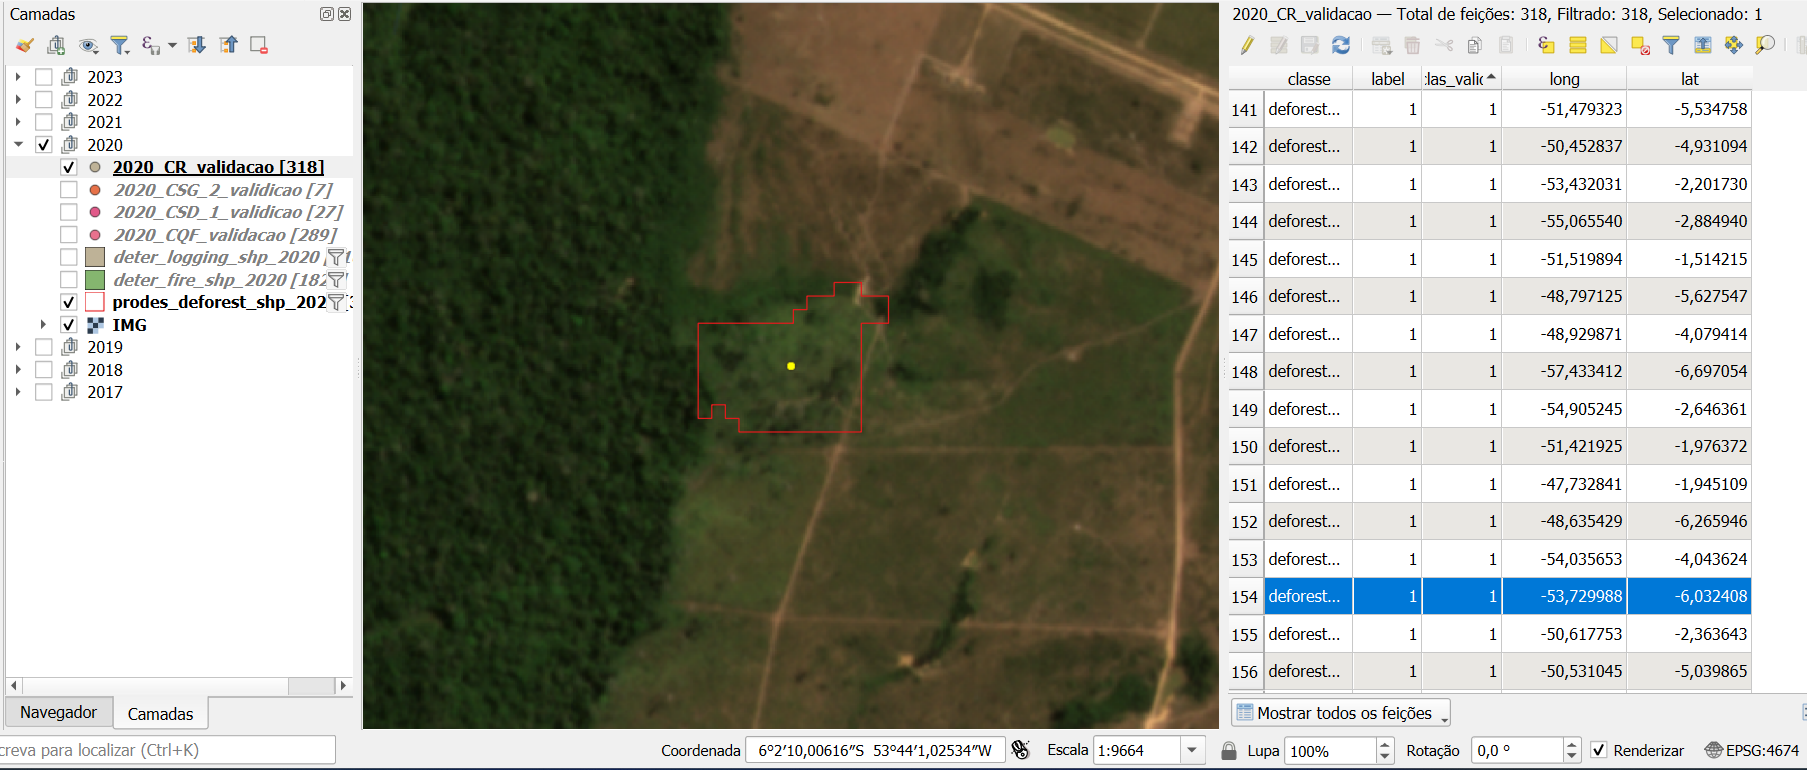 Camadas
2023
2022
2021
2020
2020_CR_validacao [318]
2020_CSG_2_validicao [7]
2020_CSD_1_validicao [27]
2020_CQF_validacao [289]
deter_logging_shp_2020
deter_fire_shp_2020 [182
prodes_deforest_shp_202
IMG
2019
2018
2017
Navegador
Camadas
creva para localizar (Ctrl+K)
2020_CR_validacao — Total de feições: 318, Filtrado: 318, Selecionado: 1
classe label clas_valic long lat
141 deforest... 1 1 -51,479323 -5,534758
142 deforest... 1 1 -50,452837 -4,931094
143 deforest... 1 1 -53,432031 -2,201730
144 deforest... 1 1 -55,065540 -2,884940
145 deforest... 1 1 -51,519894 -1,514215
146 deforest... 1 1 -48,797125 -5,627547
147 deforest... 1 1 -48,929871 -4,079414
148 deforest... 1 1 -57,433412 -6,697054
149 deforest... 1 1 -54,905245 -2,646361
150 deforest... 1 1 -51,421925 -1,976372
151 deforest... 1 1 -47,732841 -1,945109
152 deforest... 1 1 -48,635429 -6,265946
153 deforest... 1 1 -54,035653 -4,043624
154 deforest... 1 1 -53,729988 -6,032408
155 deforest... 1 1 -50,617753 -2,363643
156 deforest... 1 1 -50,531045 -5,039865
Mostrar todos os feições
Coordenada 6°2'10,00616"S 53°44'1,02534"W Escala 1:9664 Lupa 100% Rotação 0,0 ° Renderizar EPSG:4674